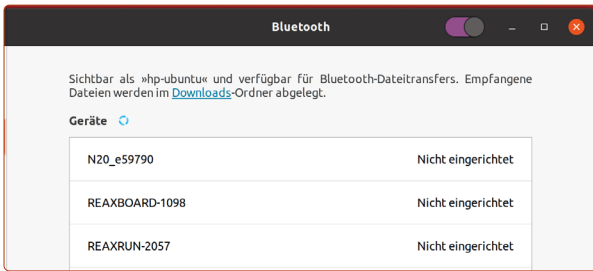 Bluetooth
Sichtbar als »hp-ubuntu« und verfügbar für Bluetooth-Dateitransfers. Empfangene
Dateien werden im Downloads-Ordner abgelegt.
Geräte
N20_e59790 Nicht eingerichtet
REAXBOARD-1098 Nicht eingerichtet
REAXRUN-2057 Nicht eingerichtet